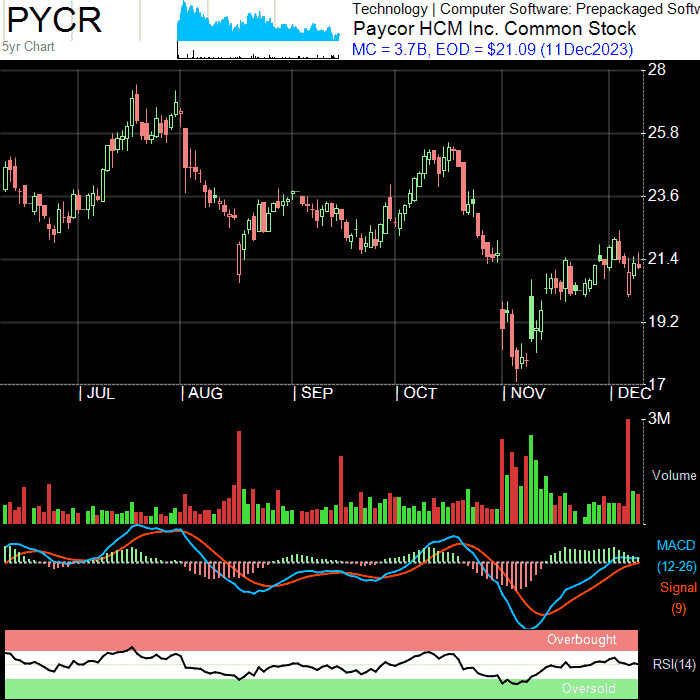 PYCR
5yr Chart
Technology | Computer Software: Prepackaged Softw
Paycor HCM Inc. Common Stock
MC = 3.7B, EOD = $21.09 (11Dec2023)
28
25.8
23.6
21.4
19.2
17
| JUL | AUG | SEP | OCT | NOV | DEC
3M
Volume
MACD
(12-26)
Signal
(9)
Overbought
RSI(14)
Oversold